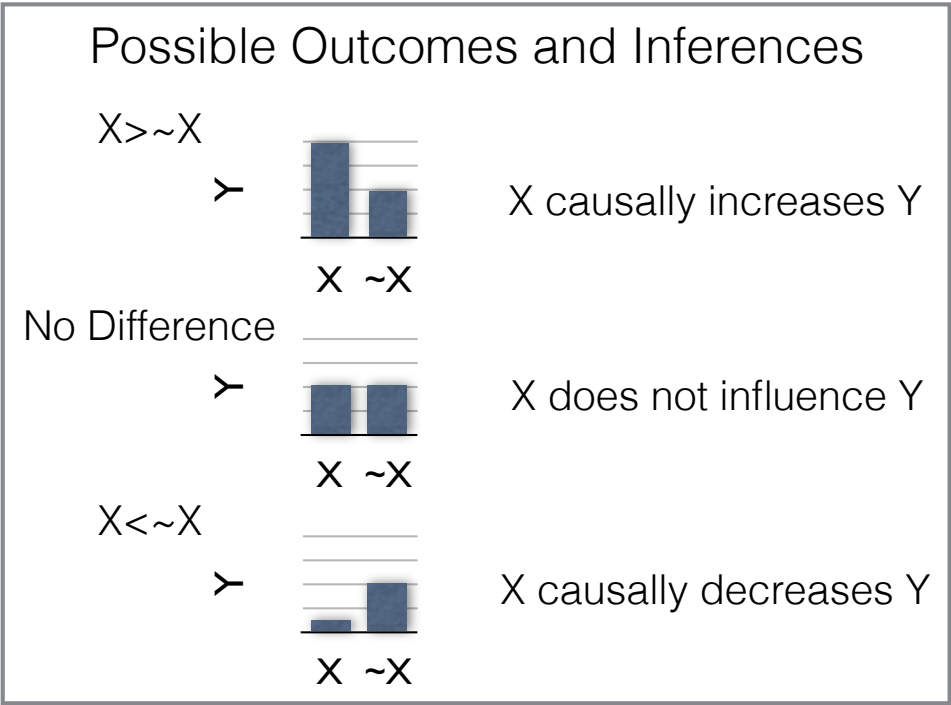 Possible Outcomes and Inferences
X>~X
Y
X causally increases Y
X ~X
No Difference
Y
X does not influence Y
X ~X
X<~X
Y
X causally decreases Y
X ~X